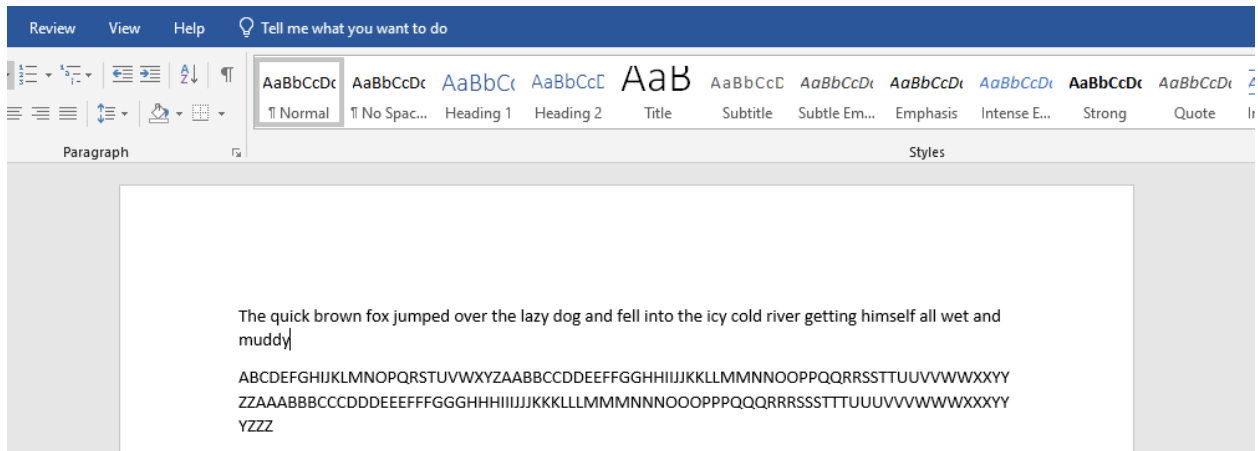 Review View Help Tell me what you want to do
AaBbCcDc AaBbCcDc AaBbCc AaBbCcE AaB AaBbCcD AaBbCcDc AaBbCcDc AaBbCcDc AaBbCcDc AaBbCcDc
¶ Normal ¶ No Spac... Heading 1 Heading 2 Title Subtitle Subtle Em... Emphasis Intense E... Strong Quote
Paragraph Styles
The quick brown fox jumped over the lazy dog and fell into the icy cold river getting himself all wet and
muddy
ABCDEFGHIJKLMNOPQRSTUVWXYZAABBCCDDEEFFGGHHIIJJKKLLMMNNOOPPQQRRSSTTUUVVWWXXYY
ZZAAABBBCCCDDDEEEFFFGGGHHHIIIJJJKKKLLLMMMNNNOOOPPPQQQRRRSSSTTTUUUVVVWWWXXXYY
YZZZ